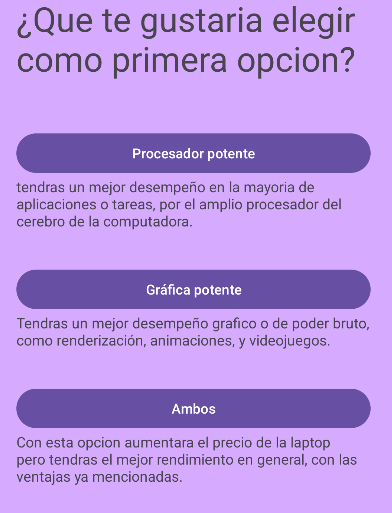 ¿Que te gustaria elegir
como primera opcion?
Procesador potente
tendras un mejor desempeño en la mayoria de
aplicaciones o tareas, por el amplio procesador del
cerebro de la computadora.
Gráfica potente
Tendras un mejor desempeño grafico o de poder bruto,
como renderización, animaciones, y videojuegos.
Ambos
Con esta opcion aumentara el precio de la laptop
pero tendras el mejor rendimiento en general, con las
ventajas ya mencionadas.